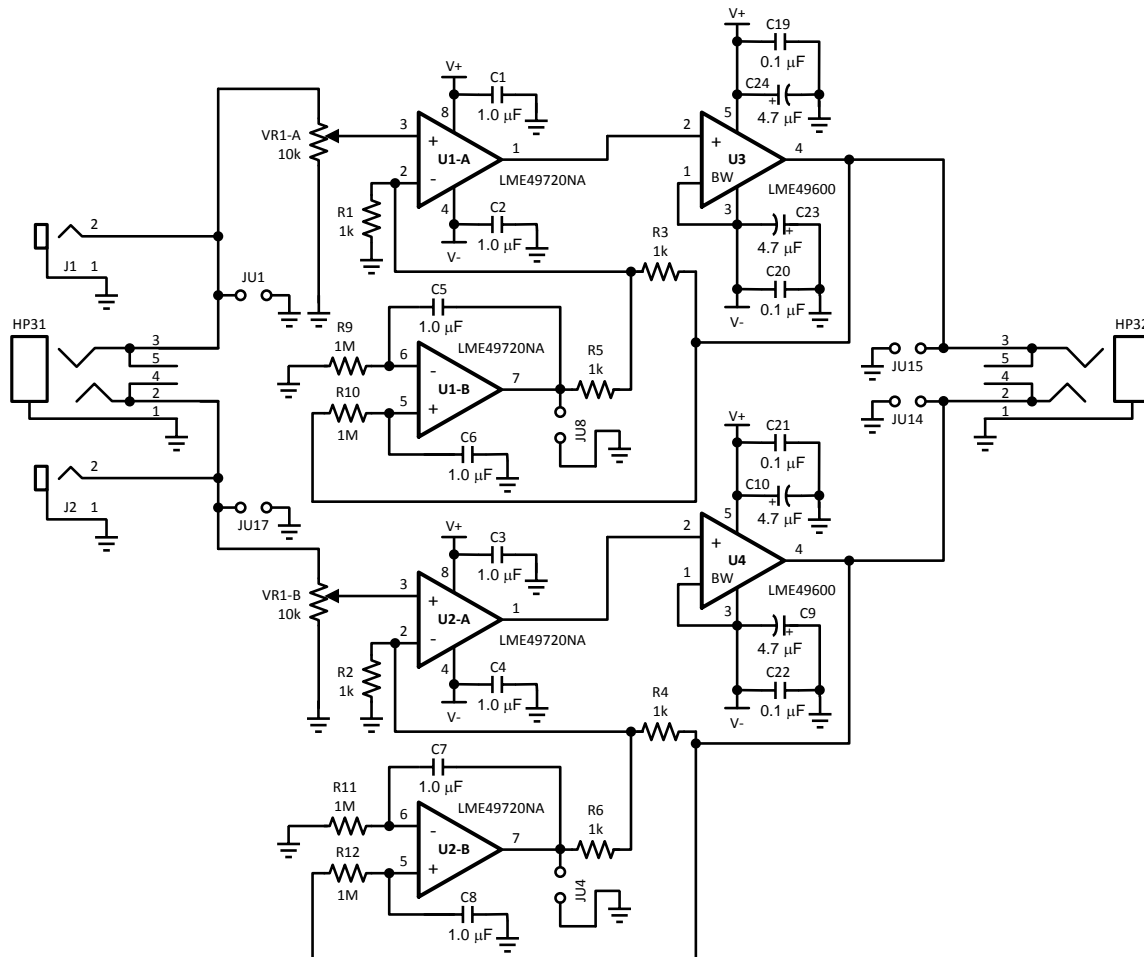 V+
C19
0.1 µF
C24
4.7 µF
V+
C1
1.0 µF
8
5
VR1-A
10k
3
+
U1-A
1
2
-
LME49720NA
4
C2
1.0 µF
V-
R1
1k
2
+
U3
4
1
BW
LME49600
3
C23
+
4.7 µF
C20
0.1 µF
V-
R3
1k
2
J1 1
JU1
HP31
3
5
4
2
1
C5
1.0 µF
LME49720NA
R9
1M
6
-
U1-B
7
R5
1k
R10
1M
5
+
C6
1.0 µF
JU8
HP32
JU15
3
5
4
2
1
JU14
2
J2 1
JU17
V+
C21
0.1 µF
C10
+
4.7 µF
5
V+
C3
1.0 µF
8
VR1-B
10k
3
+
U2-A
1
2
-
LME49720NA
4
C4
1.0 µF
V-
R2
1k
2
+
U4
4
1
BW
LME49600
3
C9
+
4.7 µF
C22
0.1 µF
V-
R4
1k
C7
1.0 µF
LME49720NA
R11
1M
6
-
U2-B
7
R6
1k
R12
1M
5
+
C8
1.0 µF
JU4